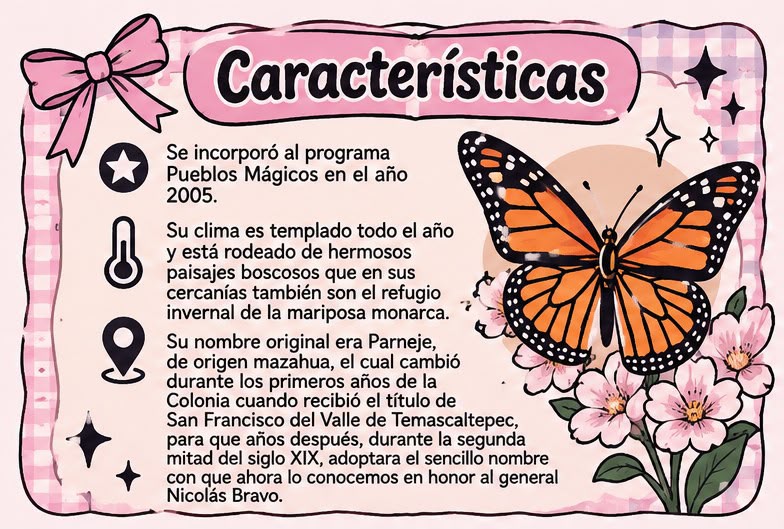 Características
Se incorporó al programa
Pueblos Mágicos en el año
2005.
Su clima es templado todo el año
y está rodeado de hermosos
paisajes boscosos que en sus
cercanías también son el refugio
invernal de la mariposa monarca.
Su nombre original era Parneje,
de origen mazahua, el cual cambió
durante los primeros años de la
Colonia cuando recibió el título de
San Francisco del Valle de Temascaltepec,
para que años después, durante la segunda
mitad del siglo XIX, adoptara el sencillo nombre
con que ahora lo conocemos en honor al general
Nicolás Bravo.